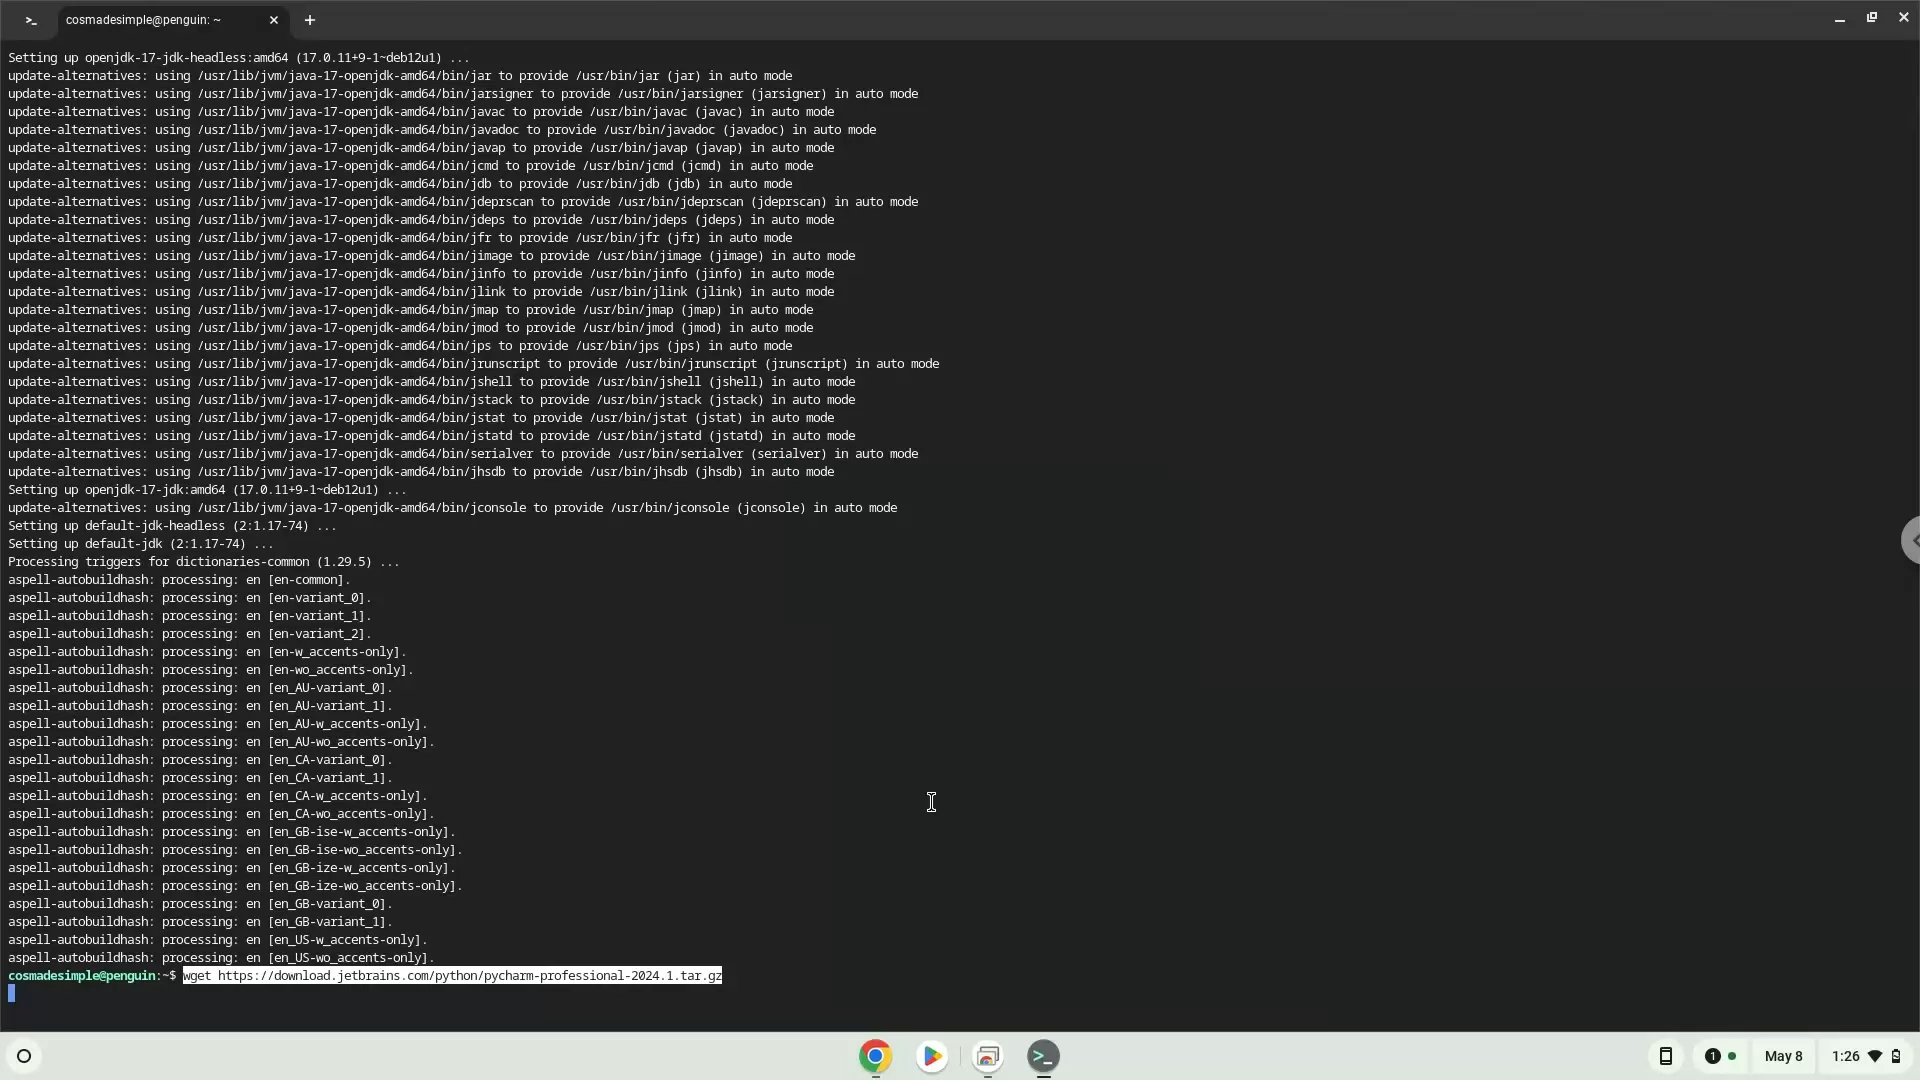 cosmadesimple@penguin: ~
Setting up openjdk-17-jdk-headless:amd64 (17.0.11+9-1~deb12u1) ...
update-alternatives: using /usr/lib/jvm/java-17-openjdk-amd64/bin/jar to provide /usr/bin/jar (jar) in auto mode
update-alternatives: using /usr/lib/jvm/java-17-openjdk-amd64/bin/jarsigner to provide /usr/bin/jarsigner (jarsigner) in auto mode
update-alternatives: using /usr/lib/jvm/java-17-openjdk-amd64/bin/javac to provide /usr/bin/javac (javac) in auto mode
update-alternatives: using /usr/lib/jvm/java-17-openjdk-amd64/bin/javadoc to provide /usr/bin/javadoc (javadoc) in auto mode
update-alternatives: using /usr/lib/jvm/java-17-openjdk-amd64/bin/javap to provide /usr/bin/javap (javap) in auto mode
update-alternatives: using /usr/lib/jvm/java-17-openjdk-amd64/bin/jcmd to provide /usr/bin/jcmd (jcmd) in auto mode
update-alternatives: using /usr/lib/jvm/java-17-openjdk-amd64/bin/jdb to provide /usr/bin/jdb (jdb) in auto mode
update-alternatives: using /usr/lib/jvm/java-17-openjdk-amd64/bin/jdeprscan to provide /usr/bin/jdeprscan (jdeprscan) in auto mode
update-alternatives: using /usr/lib/jvm/java-17-openjdk-amd64/bin/jdeps to provide /usr/bin/jdeps (jdeps) in auto mode
update-alternatives: using /usr/lib/jvm/java-17-openjdk-amd64/bin/jfr to provide /usr/bin/jfr (jfr) in auto mode
update-alternatives: using /usr/lib/jvm/java-17-openjdk-amd64/bin/jimage to provide /usr/bin/jimage (jimage) in auto mode
update-alternatives: using /usr/lib/jvm/java-17-openjdk-amd64/bin/jinfo to provide /usr/bin/jinfo (jinfo) in auto mode
update-alternatives: using /usr/lib/jvm/java-17-openjdk-amd64/bin/jlink to provide /usr/bin/jlink (jlink) in auto mode
update-alternatives: using /usr/lib/jvm/java-17-openjdk-amd64/bin/jmap to provide /usr/bin/jmap (jmap) in auto mode
update-alternatives: using /usr/lib/jvm/java-17-openjdk-amd64/bin/jmod to provide /usr/bin/jmod (jmod) in auto mode
update-alternatives: using /usr/lib/jvm/java-17-openjdk-amd64/bin/jps to provide /usr/bin/jps (jps) in auto mode
update-alternatives: using /usr/lib/jvm/java-17-openjdk-amd64/bin/jrunscript to provide /usr/bin/jrunscript (jrunscript) in auto mode
update-alternatives: using /usr/lib/jvm/java-17-openjdk-amd64/bin/jshell to provide /usr/bin/jshell (jshell) in auto mode
update-alternatives: using /usr/lib/jvm/java-17-openjdk-amd64/bin/jstack to provide /usr/bin/jstack (jstack) in auto mode
update-alternatives: using /usr/lib/jvm/java-17-openjdk-amd64/bin/jstat to provide /usr/bin/jstat (jstat) in auto mode
update-alternatives: using /usr/lib/jvm/java-17-openjdk-amd64/bin/jstatd to provide /usr/bin/jstatd (jstatd) in auto mode
update-alternatives: using /usr/lib/jvm/java-17-openjdk-amd64/bin/serialver to provide /usr/bin/serialver (serialver) in auto mode
update-alternatives: using /usr/lib/jvm/java-17-openjdk-amd64/bin/jhsdb to provide /usr/bin/jhsdb (jhsdb) in auto mode
Setting up openjdk-17-jdk:amd64 (17.0.11+9-1~deb12u1) ...
update-alternatives: using /usr/lib/jvm/java-17-openjdk-amd64/bin/jconsole to provide /usr/bin/jconsole (jconsole) in auto mode
Setting up default-jdk-headless (2:1.17-74) ...
Setting up default-jdk (2:1.17-74) ...
Processing triggers for dictionaries-common (1.29.5) ...
aspell-autobuildhash: processing: en [en-common].
aspell-autobuildhash: processing: en [en-variant_0].
aspell-autobuildhash: processing: en [en-variant_1].
aspell-autobuildhash: processing: en [en-variant_2].
aspell-autobuildhash: processing: en [en-w_accents-only].
aspell-autobuildhash: processing: en [en-wo_accents-only].
aspell-autobuildhash: processing: en [en_AU-variant_0].
aspell-autobuildhash: processing: en [en_AU-variant_1].
aspell-autobuildhash: processing: en [en_AU-w_accents-only].
aspell-autobuildhash: processing: en [en_AU-wo_accents-only].
aspell-autobuildhash: processing: en [en_CA-variant_0].
aspell-autobuildhash: processing: en [en_CA-variant_1].
aspell-autobuildhash: processing: en [en_CA-w_accents-only].
aspell-autobuildhash: processing: en [en_CA-wo_accents-only].
aspell-autobuildhash: processing: en [en_GB-ise-w_accents-only].
aspell-autobuildhash: processing: en [en_GB-ise-wo_accents-only].
aspell-autobuildhash: processing: en [en_GB-ize-w_accents-only].
aspell-autobuildhash: processing: en [en_GB-ize-wo_accents-only].
aspell-autobuildhash: processing: en [en_GB-variant_0].
aspell-autobuildhash: processing: en [en_GB-variant_1].
aspell-autobuildhash: processing: en [en_US-w_accents-only].
aspell-autobuildhash: processing: en [en_US-wo_accents-only].
cosmadesimple@penguin:~$ wget https://download.jetbrains.com/python/pycharm-professional-2024.1.tar.gz
1 May 8 1:26